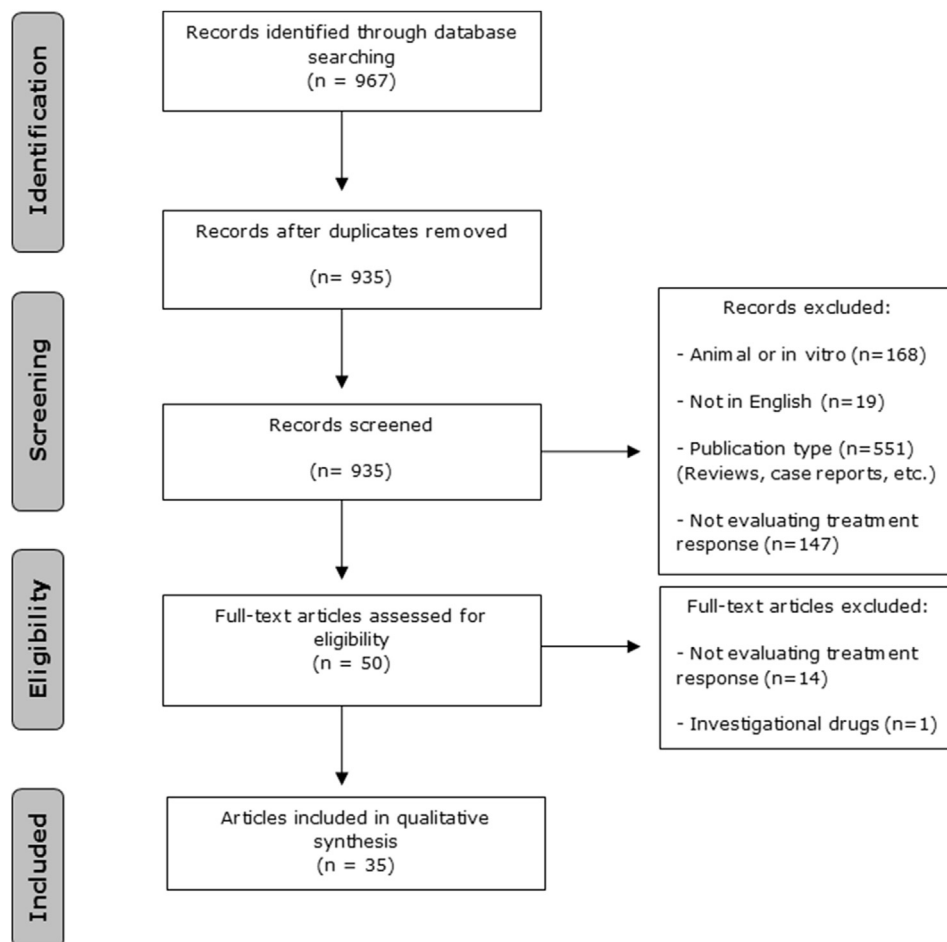 Identification
Records identified through database
searching
(n = 967)
Records after duplicates removed
(n= 935)
Screening
Records screened
(n = 935)
Records excluded:
- Animal or in vitro (n=168)
- Not in English (n=19)
- Publication type (n=551)
(Reviews, case reports, etc.)
- Not evaluating treatment
response (n=147)
Eligibility
Full-text articles assessed for
eligibility
(n = 50)
Full-text articles excluded:
- Not evaluating treatment
response (n=14)
- Investigational drugs (n=1)
Included
Articles included in qualitative
synthesis
(n = 35)